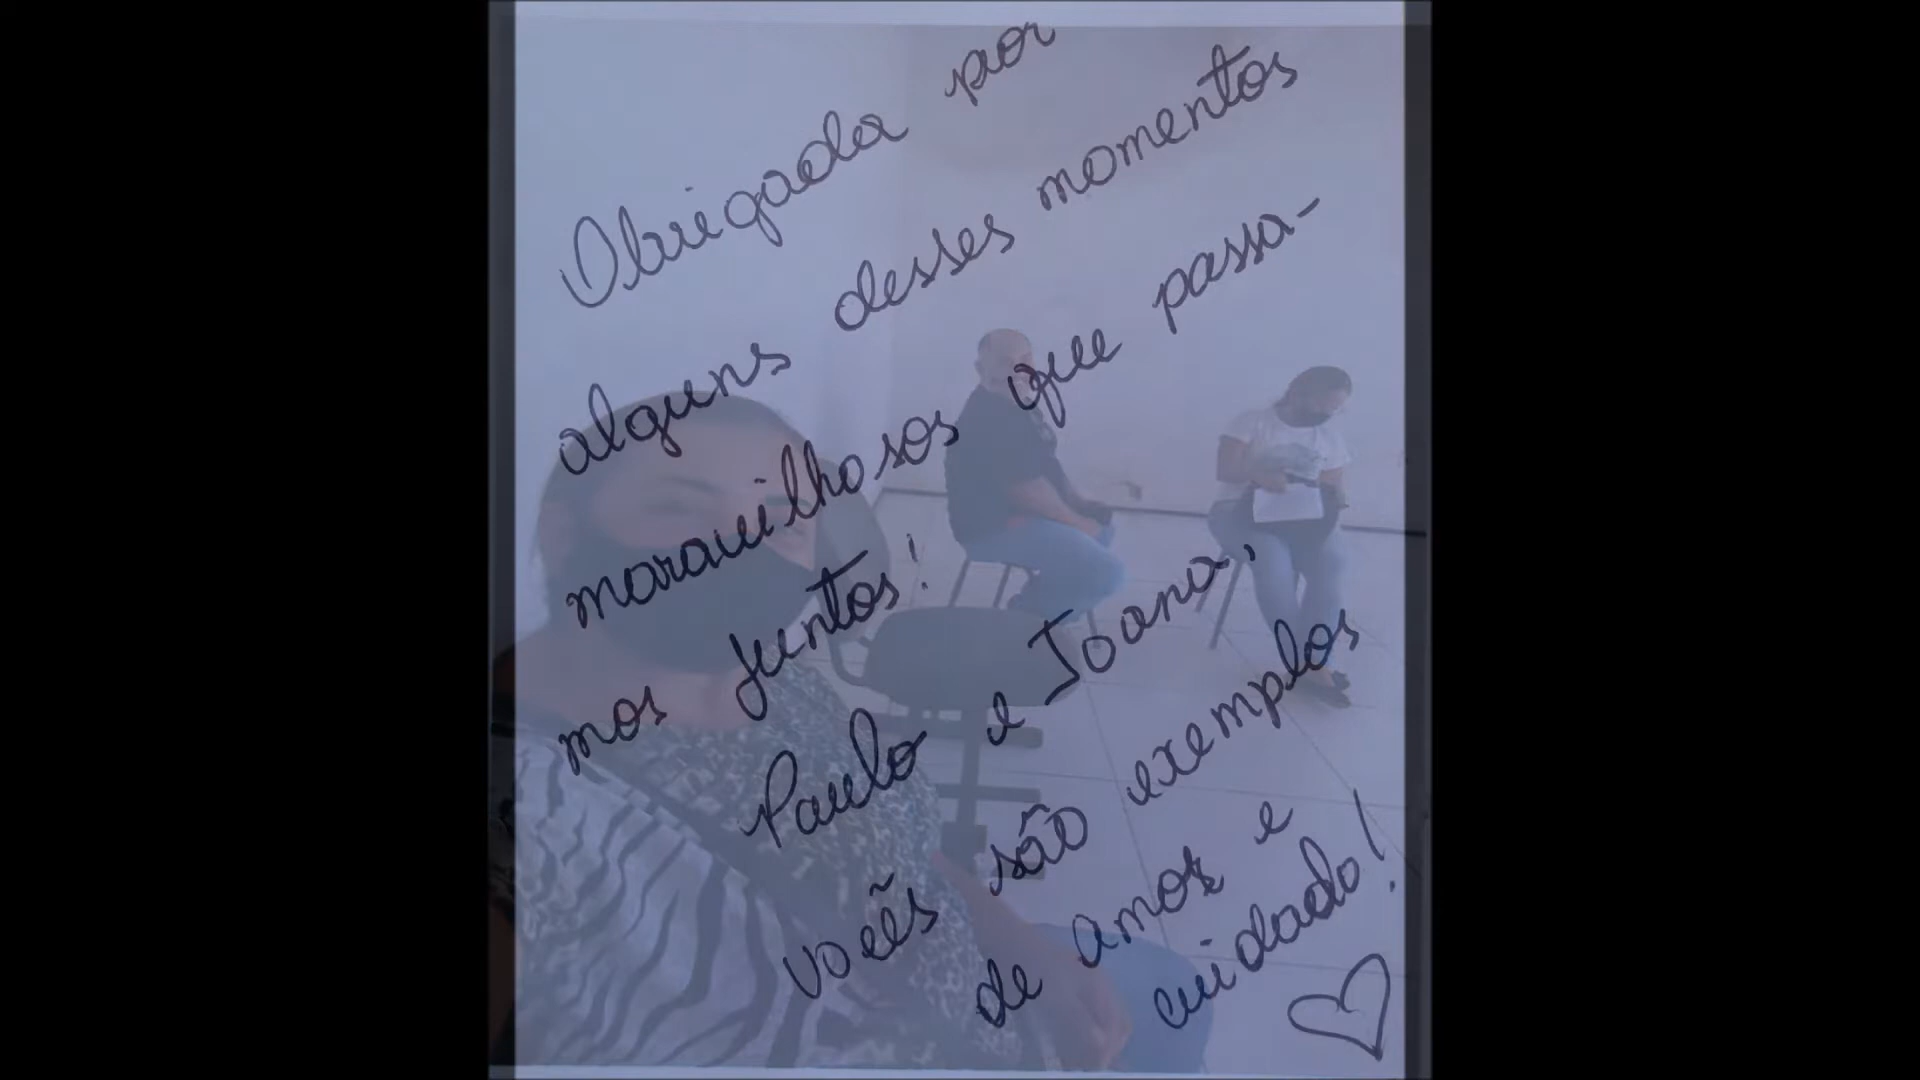 Obrigada por
alguns desses momentos
maravilhosos que passa-
mos juntos!
Paulo e Joana,
vocês são exemplos
de amor e
cuidado!